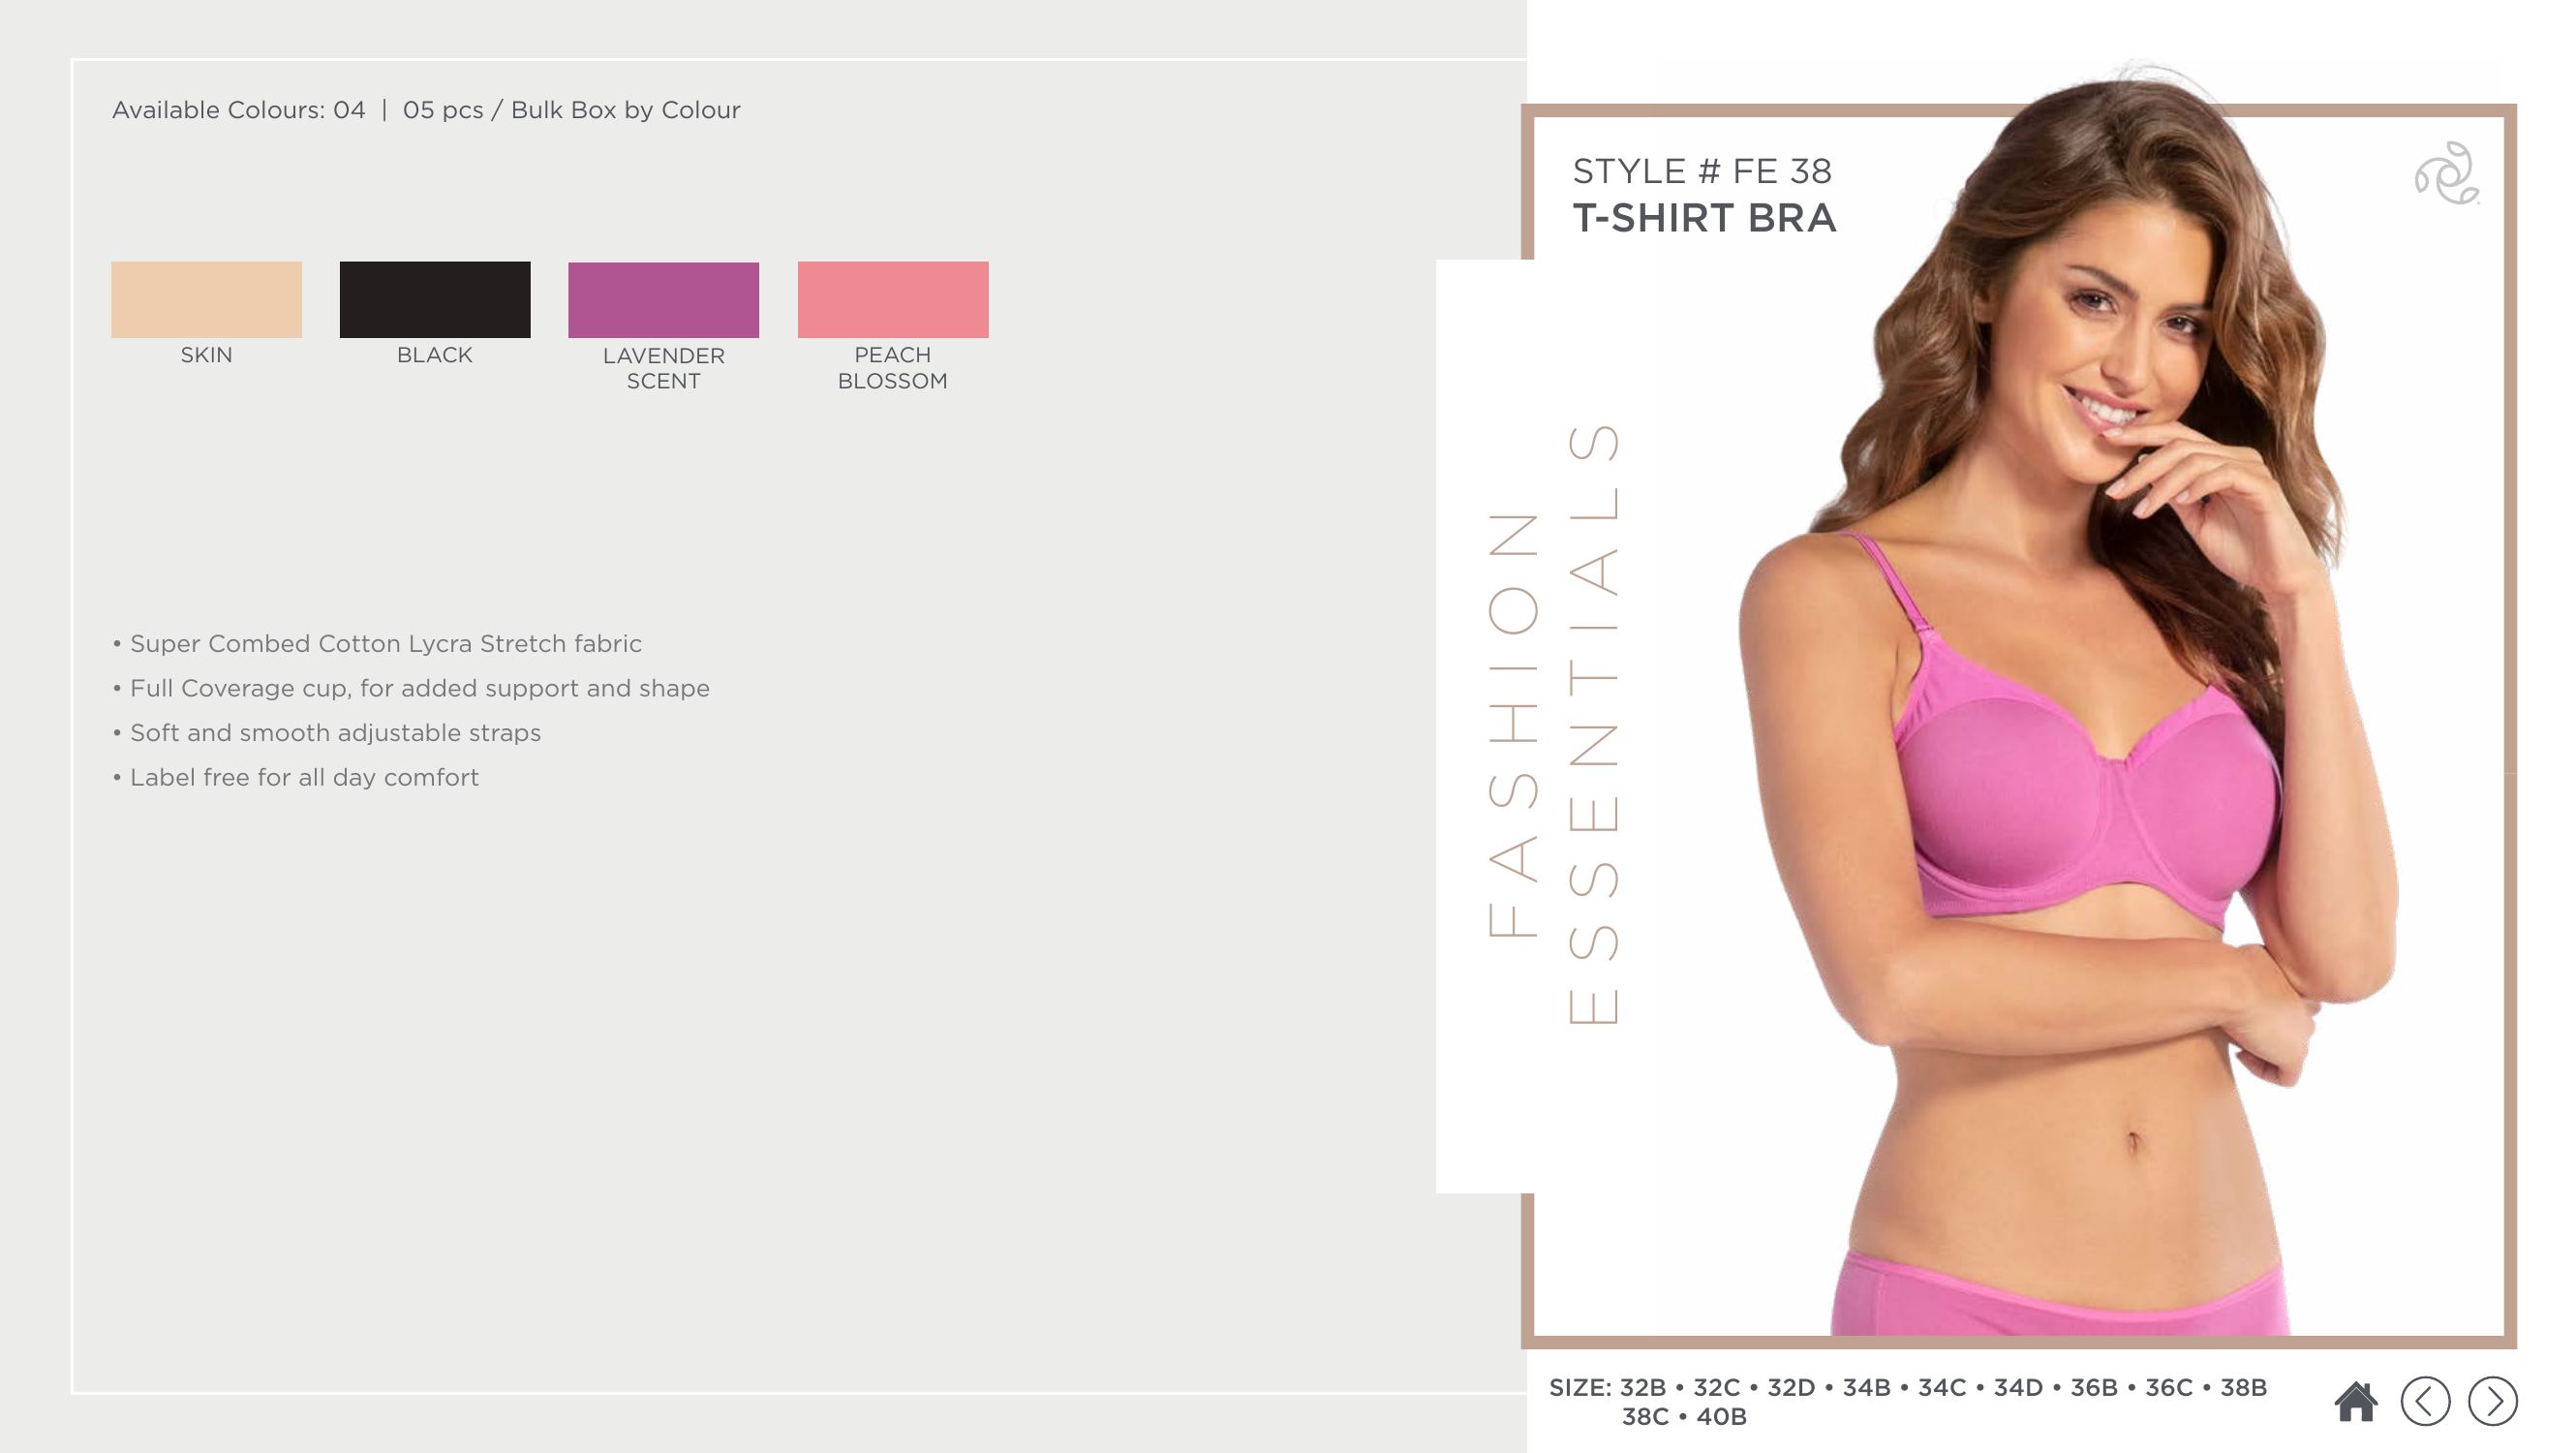 Available Colours: 04 | 05 pcs / Bulk Box by Colour
SKIN
BLACK
LAVENDER
SCENT
PEACH
BLOSSOM
• Super Combed Cotton Lycra Stretch fabric
• Full Coverage cup, for added support and shape
• Soft and smooth adjustable straps
• Label free for all day comfort
STYLE # FE 38
T-SHIRT BRA
FASHION
ESSENTIALS
SIZE: 32B • 32C • 32D • 34B • 34C • 34D • 36B • 36C • 38B
38C • 40B